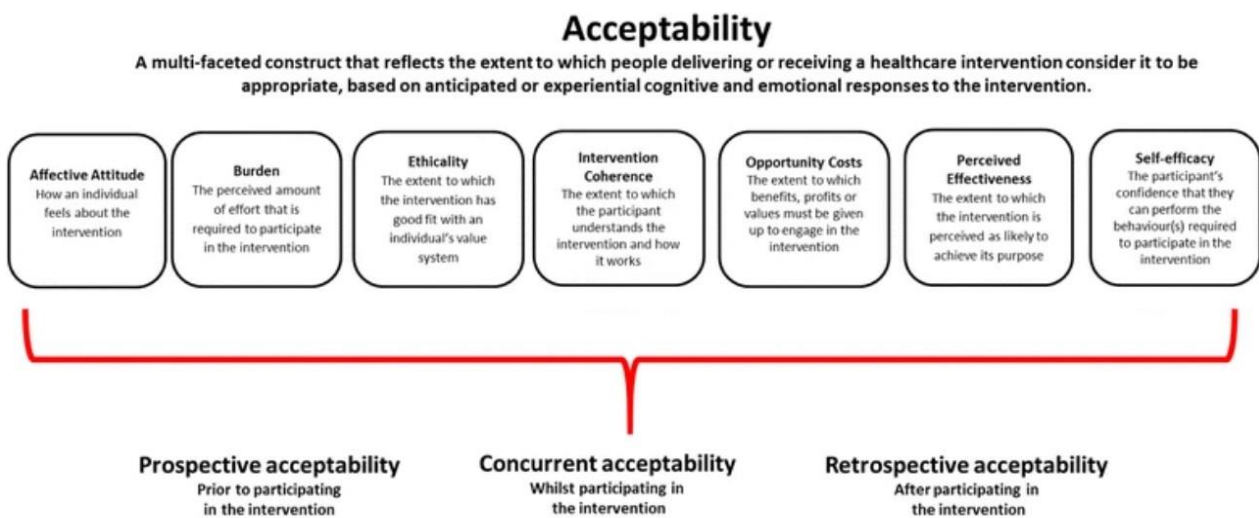 Acceptability
A multi-faceted construct that reflects the extent to which people delivering or receiving a healthcare intervention consider it to be
appropriate, based on anticipated or experiential cognitive and emotional responses to the intervention.
Affective Attitude
How an individual
feels about the
intervention
Burden
The perceived amount
of effort that is
required to participate
in the intervention
Ethicality
The extent to which
the intervention has
good fit with an
individual's value
system
Intervention
Coherence
The extent to which
the participant
understands the
intervention and how
it works
Opportunity Costs
The extent to which
benefits, profits or
values must be given
up to engage in the
intervention
Perceived
Effectiveness
The extent to which
the intervention is
perceived as likely to
achieve its purpose
Self-efficacy
The participant's
confidence that they
can perform the
behaviour(s) required
to participate in the
intervention
Prospective acceptability
Prior to participating
in the intervention
Concurrent acceptability
Whilst participating in
the intervention
Retrospective acceptability
After participating in
the intervention